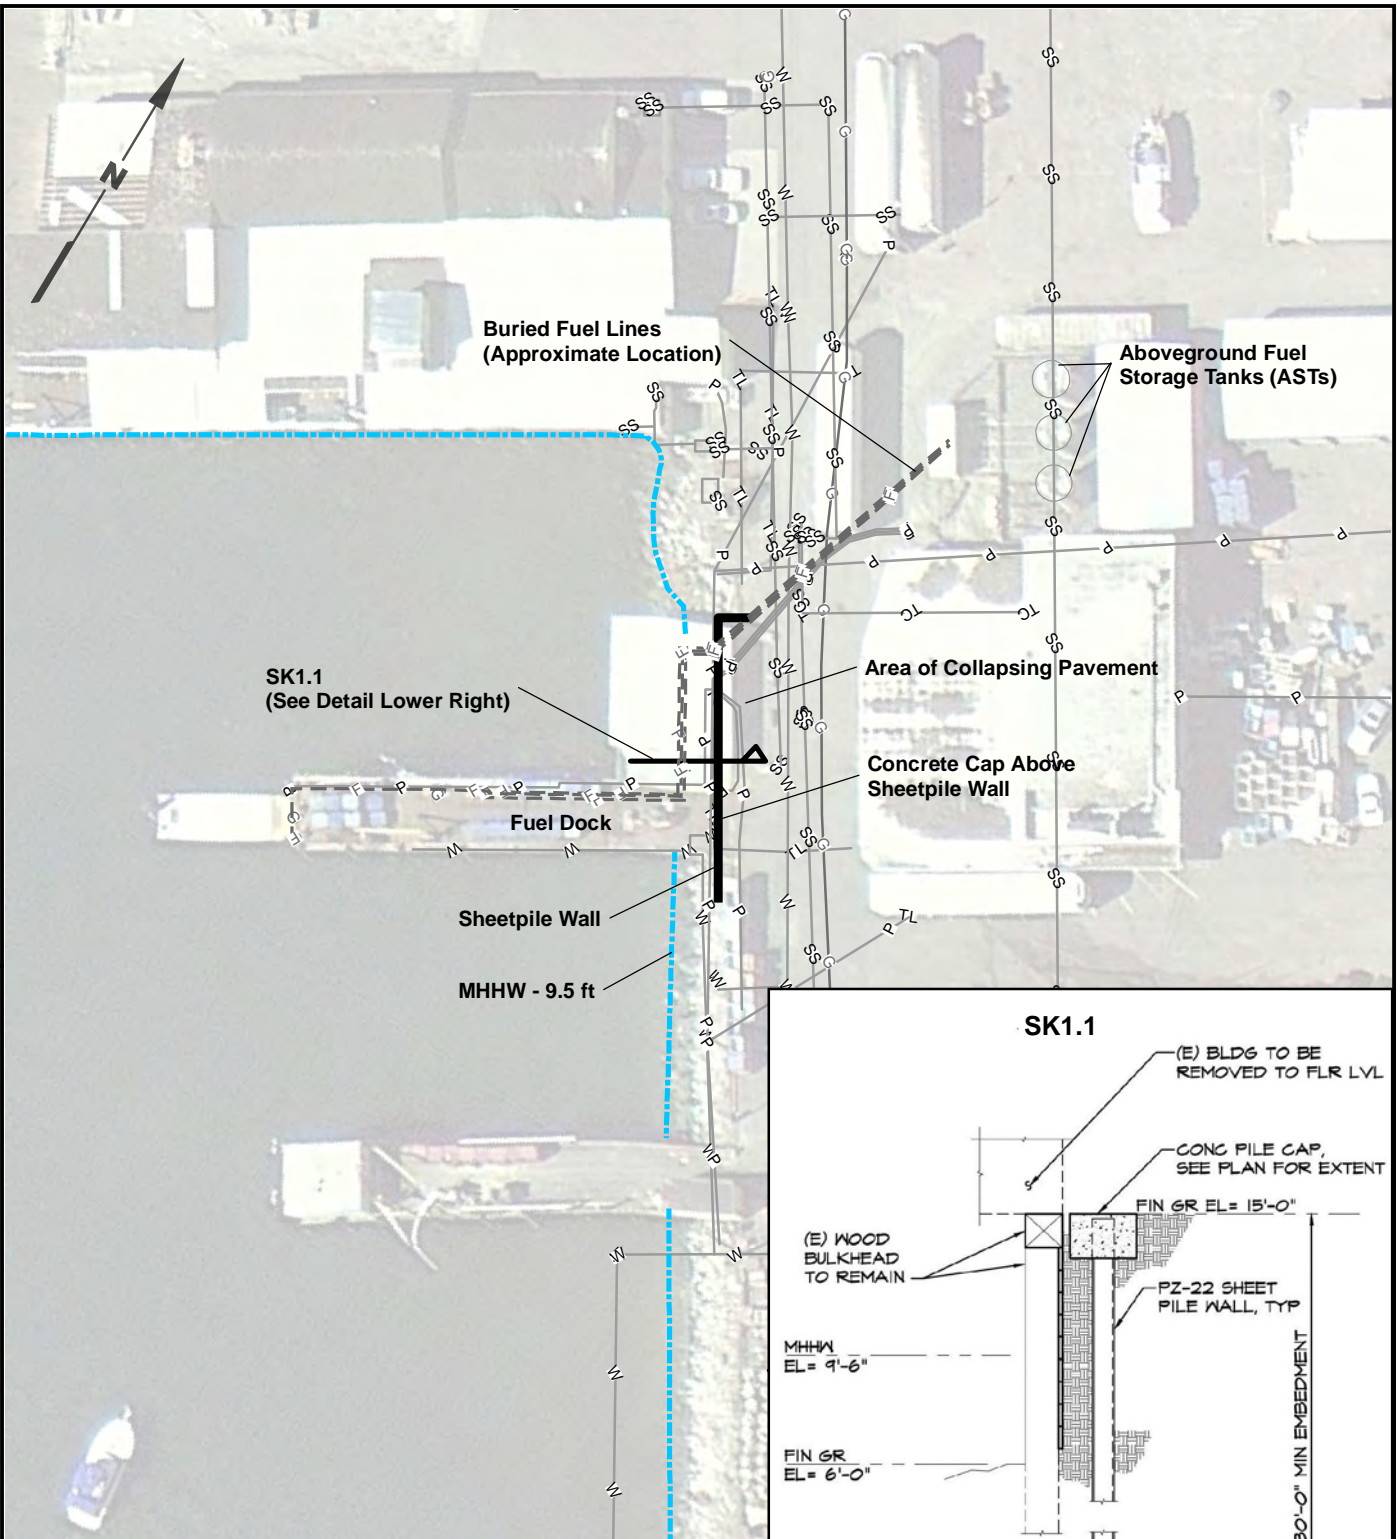 N
Buried Fuel Lines
(Approximate Location)
Aboveground Fuel
Storage Tanks (ASTs)
SK1.1
(See Detail Lower Right)
Area of Collapsing Pavement
Concrete Cap Above
Sheetpile Wall
Fuel Dock
Sheetpile Wall
MHHW - 9.5 ft
SK1.1
(E) BLDG TO BE
REMOVED TO FLR LVL
CONC PILE CAP,
SEE PLAN FOR EXTENT
FIN GR EL= 15'-0"
(E) WOOD
BULKHEAD
TO REMAIN
PZ-22 SHEET
PILE WALL, TYP
MHHW
EL= 9'-6"
FIN GR
EL= 6'-0"
30'-0" MIN EMBEDMENT